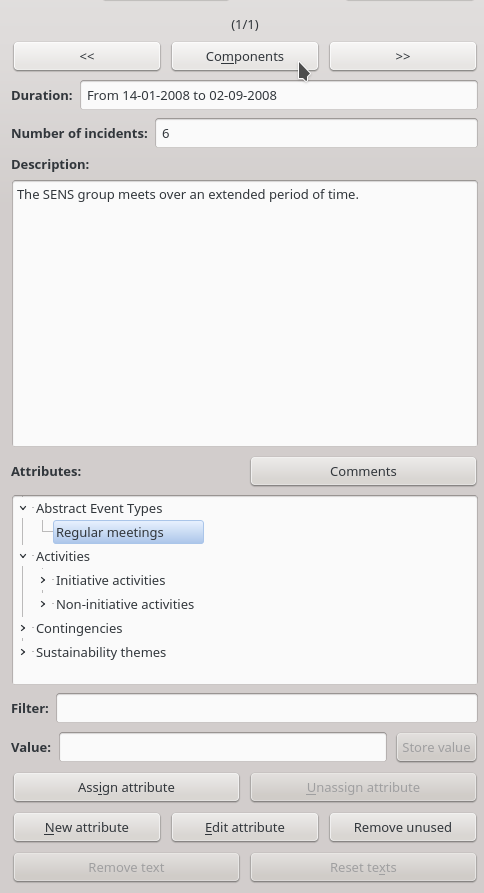 (1/1)
<< Components >>
Duration: From 14-01-2008 to 02-09-2008
Number of incidents: 6
Description:
The SENS group meets over an extended period of time.
Attributes: Comments
Abstract Event Types
Regular meetings
Activities
Initiative activities
Non-initiative activities
Contingencies
Sustainability themes
Filter:
Value: Store value
Assign attribute Unassign attribute
New attribute Edit attribute Remove unused
Remove text Reset texts